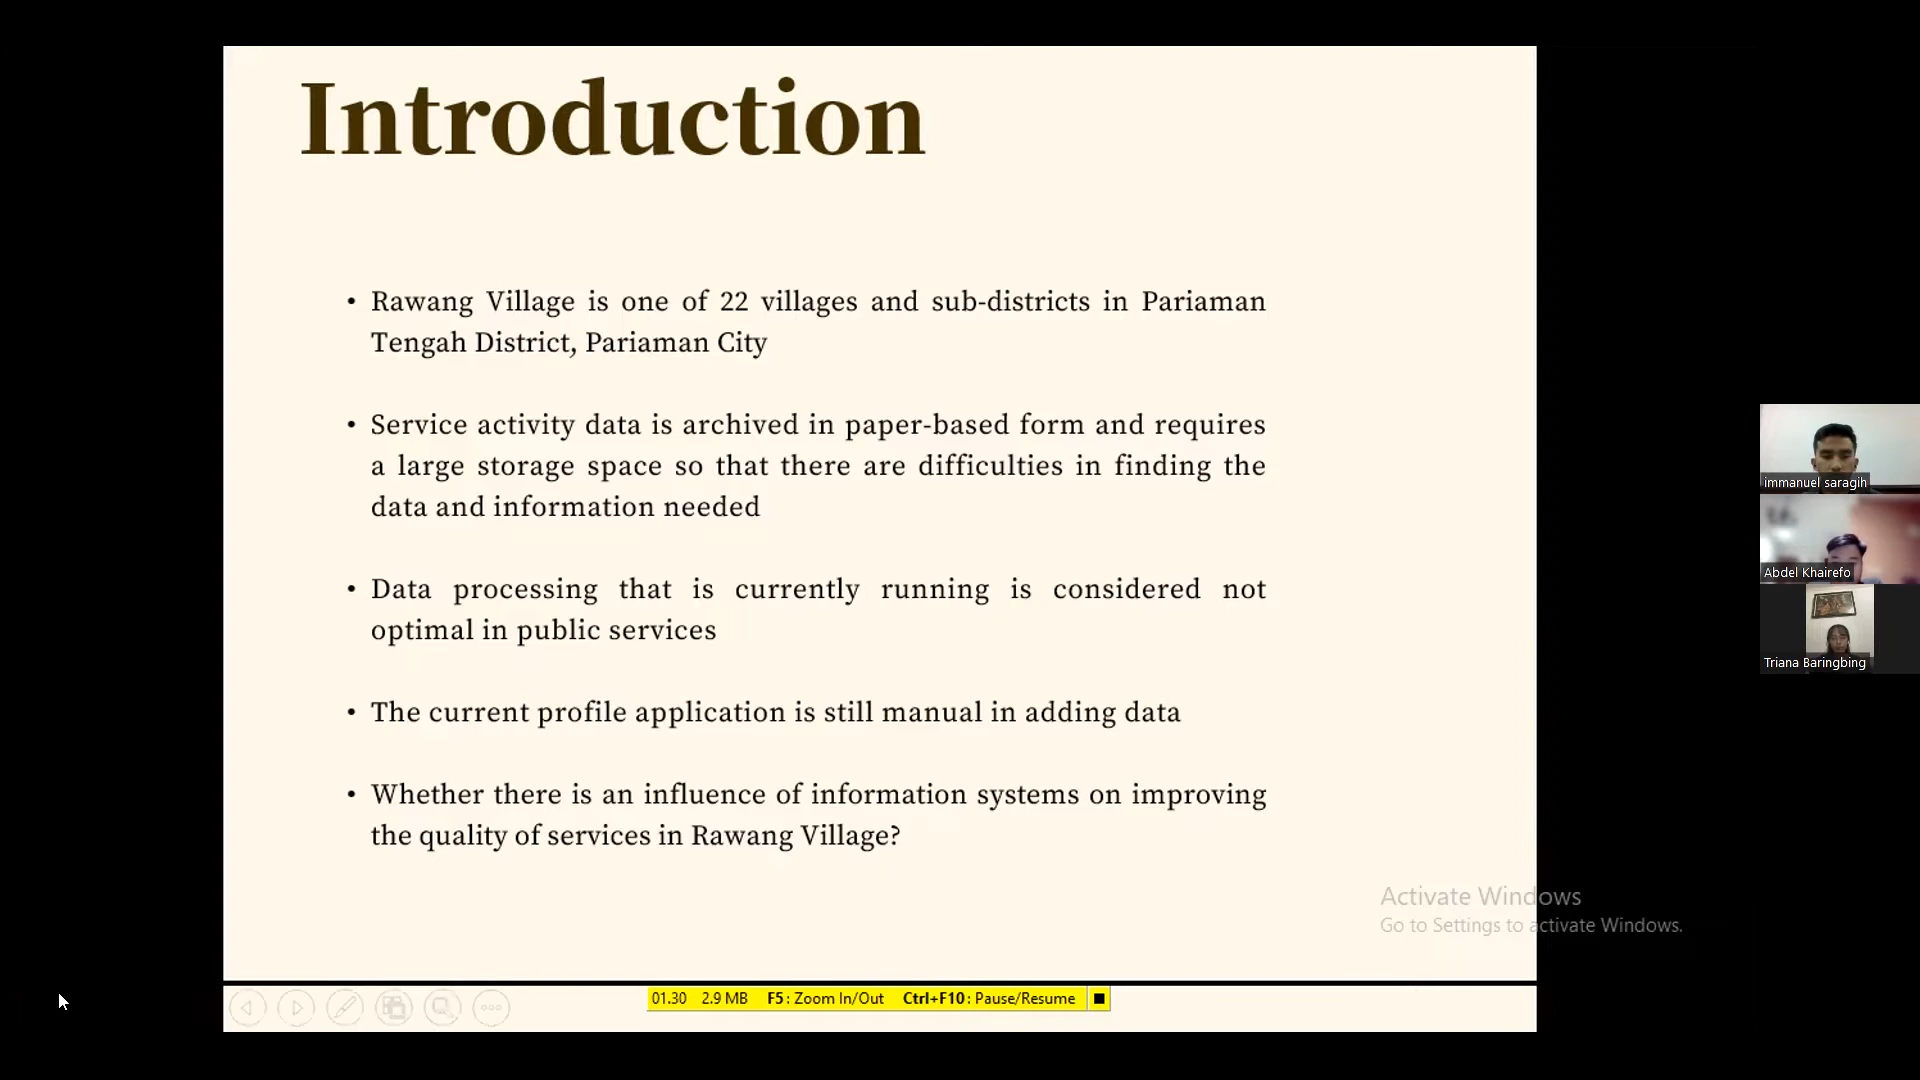 Introduction
• Rawang Village is one of 22 villages and sub-districts in Pariaman
Tengah District, Pariaman City
• Service activity data is archived in paper-based form and requires
a large storage space so that there are difficulties in finding the
data and information needed
• Data processing that is currently running is considered not
optimal in public services
• The current profile application is still manual in adding data
• Whether there is an influence of information systems on improving
the quality of services in Rawang Village?
immanuel saragih
Abdel Khairefo
Triana Baringbing
Activate Windows
Go to Settings to activate Windows.
01.30 2.9 MB F5: Zoom In/Out Ctrl+F10: Pause/Resume